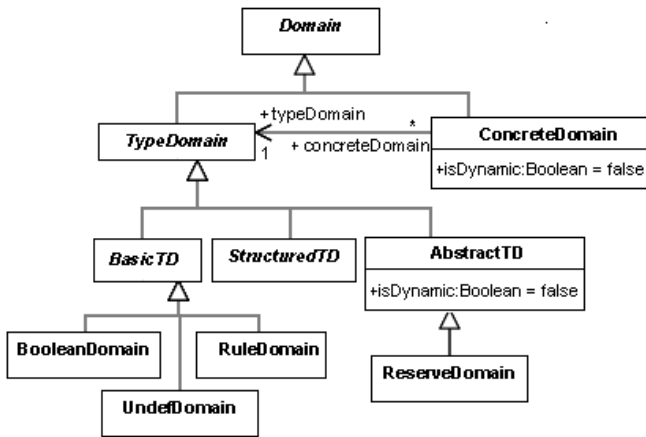 Domain
+ typeDomain
*
TypeDomain
1
+ concreteDomain
ConcreteDomain
+isDynamic:Boolean = false
BasicTD
StructuredTD
AbstractTD
+isDynamic:Boolean = false
BooleanDomain
RuleDomain
ReserveDomain
UndefDomain